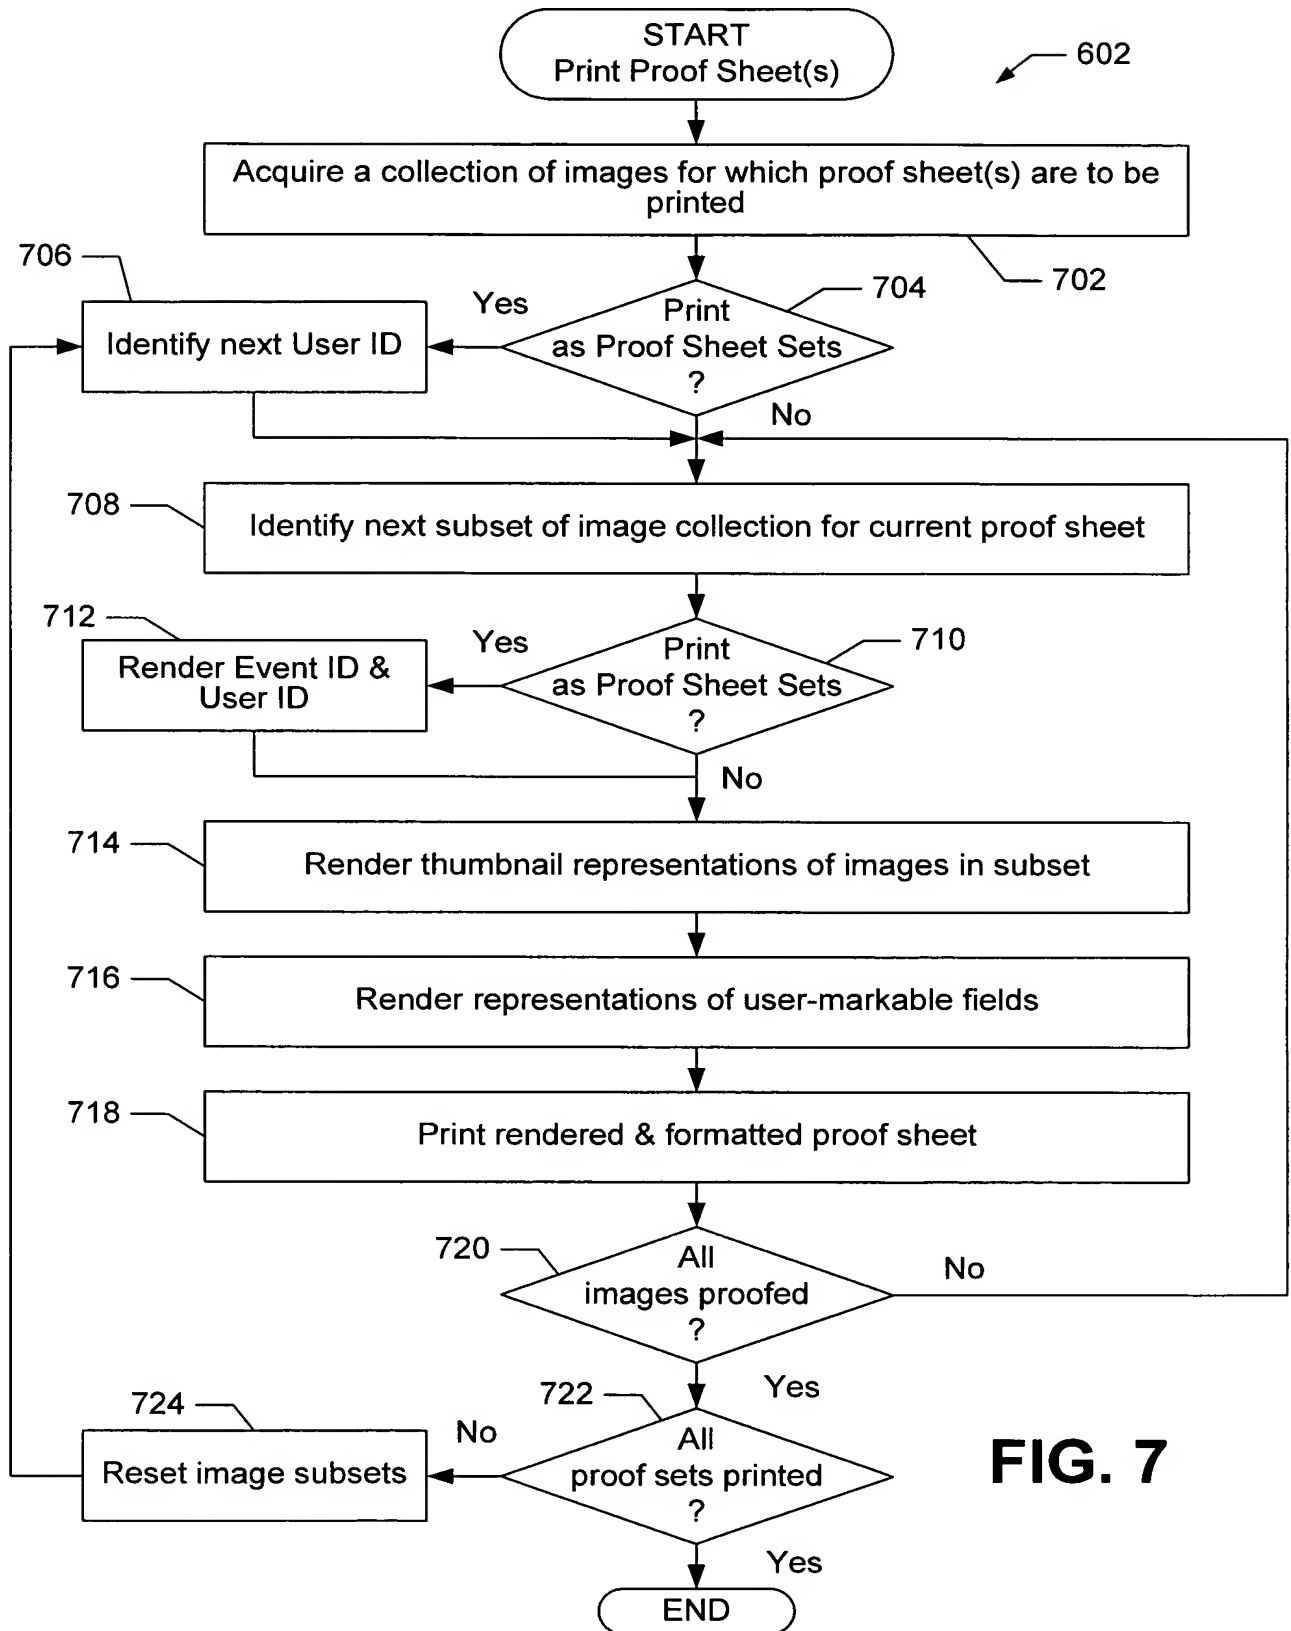 START
Print Proof Sheet(s)
602
Acquire a collection of images for which proof sheet(s) are to be
printed
702
706
704
Yes
Print
as Proof Sheet Sets
?
Identify next User ID
No
708
Identify next subset of image collection for current proof sheet
712
710
Yes
Print
as Proof Sheet Sets
?
Render Event ID &
User ID
No
714
Render thumbnail representations of images in subset
716
Render representations of user-markable fields
718
Print rendered & formatted proof sheet
720
All
images proofed
?
No
Yes
722
724
No
All
proof sets printed
?
Reset image subsets
Yes
END
FIG. 7